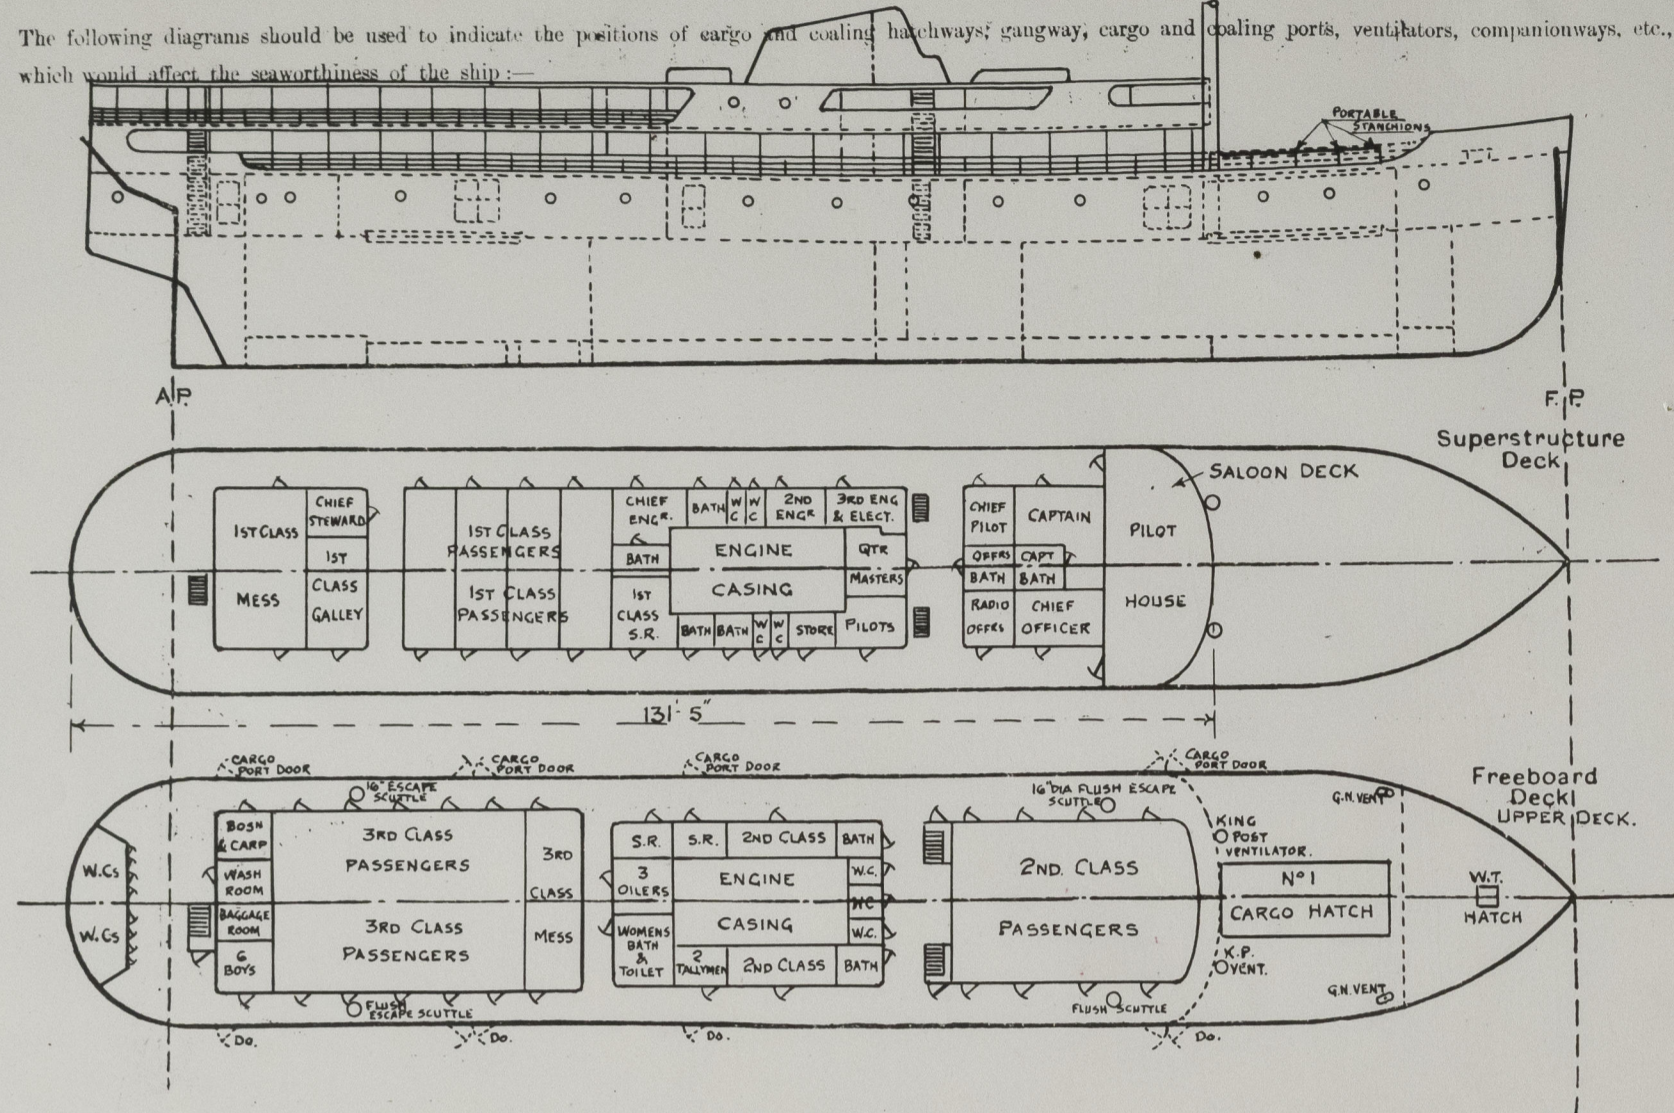 The following diagrams should be used to indicate the positions of cargo and coaling hatchways, gangway, cargo and coaling ports, ventilators, companionways, etc.,
which would affect the seaworthiness of the ship :—
PORTABLE
STANCHIONS
A.P.
F.P.
Superstructure
Deck
SALOON DECK
1ST CLASS
MESS
CHIEF
STEWARD
1ST
CLASS
GALLEY
1ST CLASS
PASSENGERS
1ST CLASS
PASSENGERS
CHIEF
ENGR.
BATH
1ST
CLASS
S.R.
BATH
W
C
W
C
2ND
ENGR
3RD ENG
& ELECT.
ENGINE
CASING
QTR
MASTERS
BATH
BATH
W
C
W
C
STORE
PILOTS
CHIEF
PILOT
CAPTAIN
OFFRS
BATH
CAPT
BATH
RADIO
OFFRS
CHIEF
OFFICER
PILOT
HOUSE
131'-5"
CARGO
PORT DOOR
CARGO
PORT DOOR
CARGO
PORT DOOR
CARGO
PORT DOOR
Freeboard
Deck
UPPER DECK.
16" ESCAPE
SCUTTLE
16" DIA FLUSH ESCAPE
SCUTTLE
G.N. VENT
W.Cs
W.Cs
BOSN
& CARP
WASH
ROOM
BAGGAGE
ROOM
6
BOYS
3RD CLASS
PASSENGERS
3RD CLASS
PASSENGERS
3RD
CLASS
MESS
S.R.
S.R.
2ND CLASS
BATH
3
OILERS
ENGINE
CASING
W.C.
WC
W.C.
WOMENS
BATH
&
TOILET
2
TALLYMEN
2ND CLASS
BATH
2ND. CLASS
PASSENGERS
KING
POST
VENTILATOR.
No 1
CARGO HATCH
W.T.
HATCH
K.P.
VENT.
G.N. VENT
FLUSH
ESCAPE SCUTTLE
FLUSH SCUTTLE
Do.
Do.
Do.
Do.